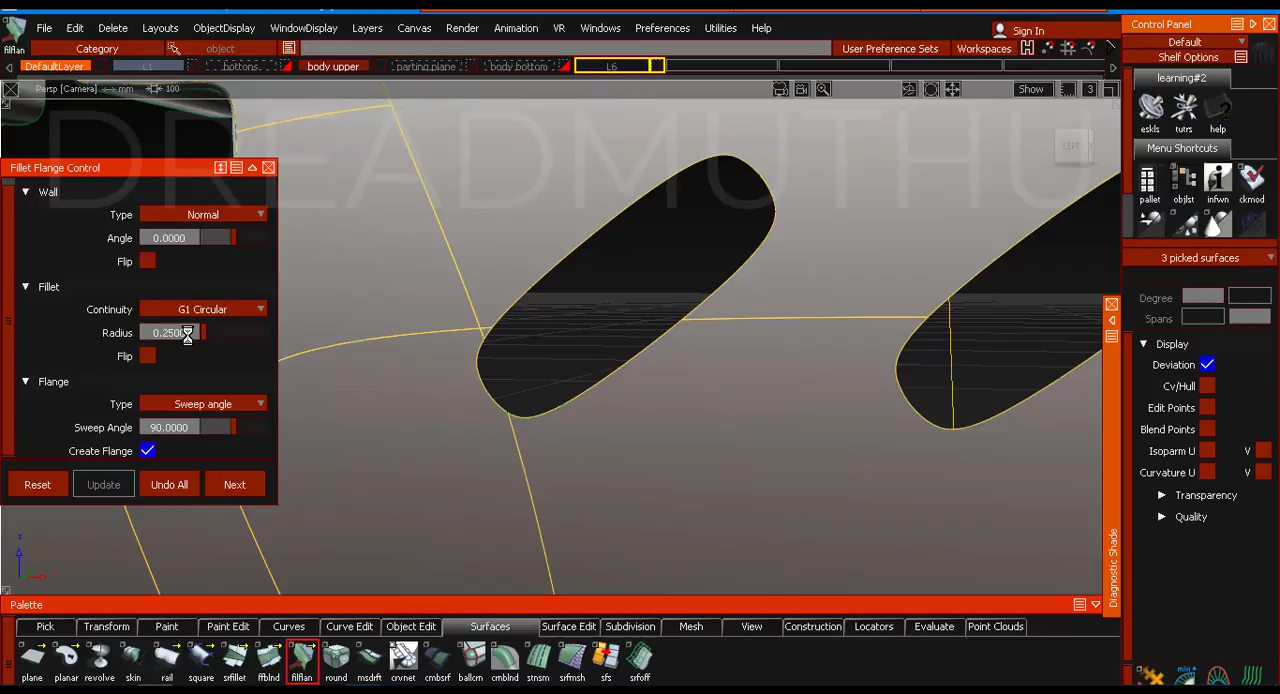 File Edit Delete Layouts ObjectDisplay WindowDisplay Layers Canvas Render Animation VR Windows Preferences Utilities Help
Sign In
filflan Category object User Preference Sets Workspaces
DefaultLayer L1 bottons body upper parting plane body bottom L6
Persp [Camera] mm 100 Show 3
DREADMUTHU
LEFT
Fillet Flange Control
Wall
Type Normal
Angle 0.0000
Flip
Fillet
Continuity G1 Circular
Radius 0.2500
Flip
Flange
Type Sweep angle
Sweep Angle 90.0000
Create Flange
Reset Update Undo All Next
z
Control Panel
Default
Shelf Options
learning#2
eskls tutrs help
Menu Shortcuts
pallet objlst infwn ckmod
3 picked surfaces
Degree
Spans
Display
Deviation
Cv/Hull
Edit Points
Blend Points
Isoparm U V
Curvature U V
Transparency
Quality
Diagnostic Shade
Palette
Pick Transform Paint Paint Edit Curves Curve Edit Object Edit Surfaces Surface Edit Subdivision Mesh View Construction Locators Evaluate Point Clouds
plane planar revolve skin rail square srfillet ffblnd filflan round msdrft crvnet cmbsrf ballcrn cmblnd stnsm srfmsh sfs srfoff
min